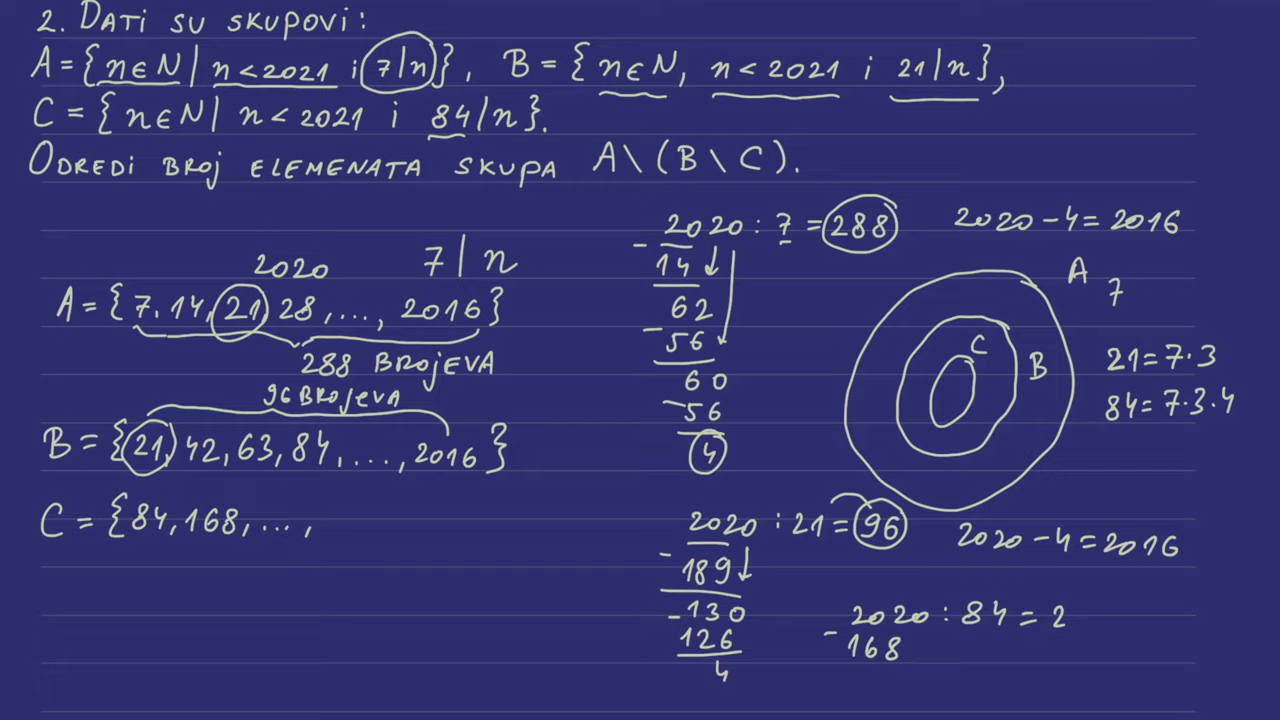 2. DATI SU SKUPOVI:
A={n∈N| n<2021 i 7|n}, B={n∈N, n<2021 i 21|n},
C={n∈N| n<2021 i 84|n}.
ODREDI BROJ ELEMENATA SKUPA A\(B\C).
2020 7|n
A={7.14,21,28,...,2016}
288 BROJEVA
96 BROJEVA
B={21,42,63,84,...,2016}
C={84,168,...,
2020:7=288
-14
62
-56
60
-56
4
2020-4=2016
A
7
C
B
21=7·3
84=7·3·4
2020:21=96
-189
-130
126
4
2020-4=2016
2020:84=2
-168